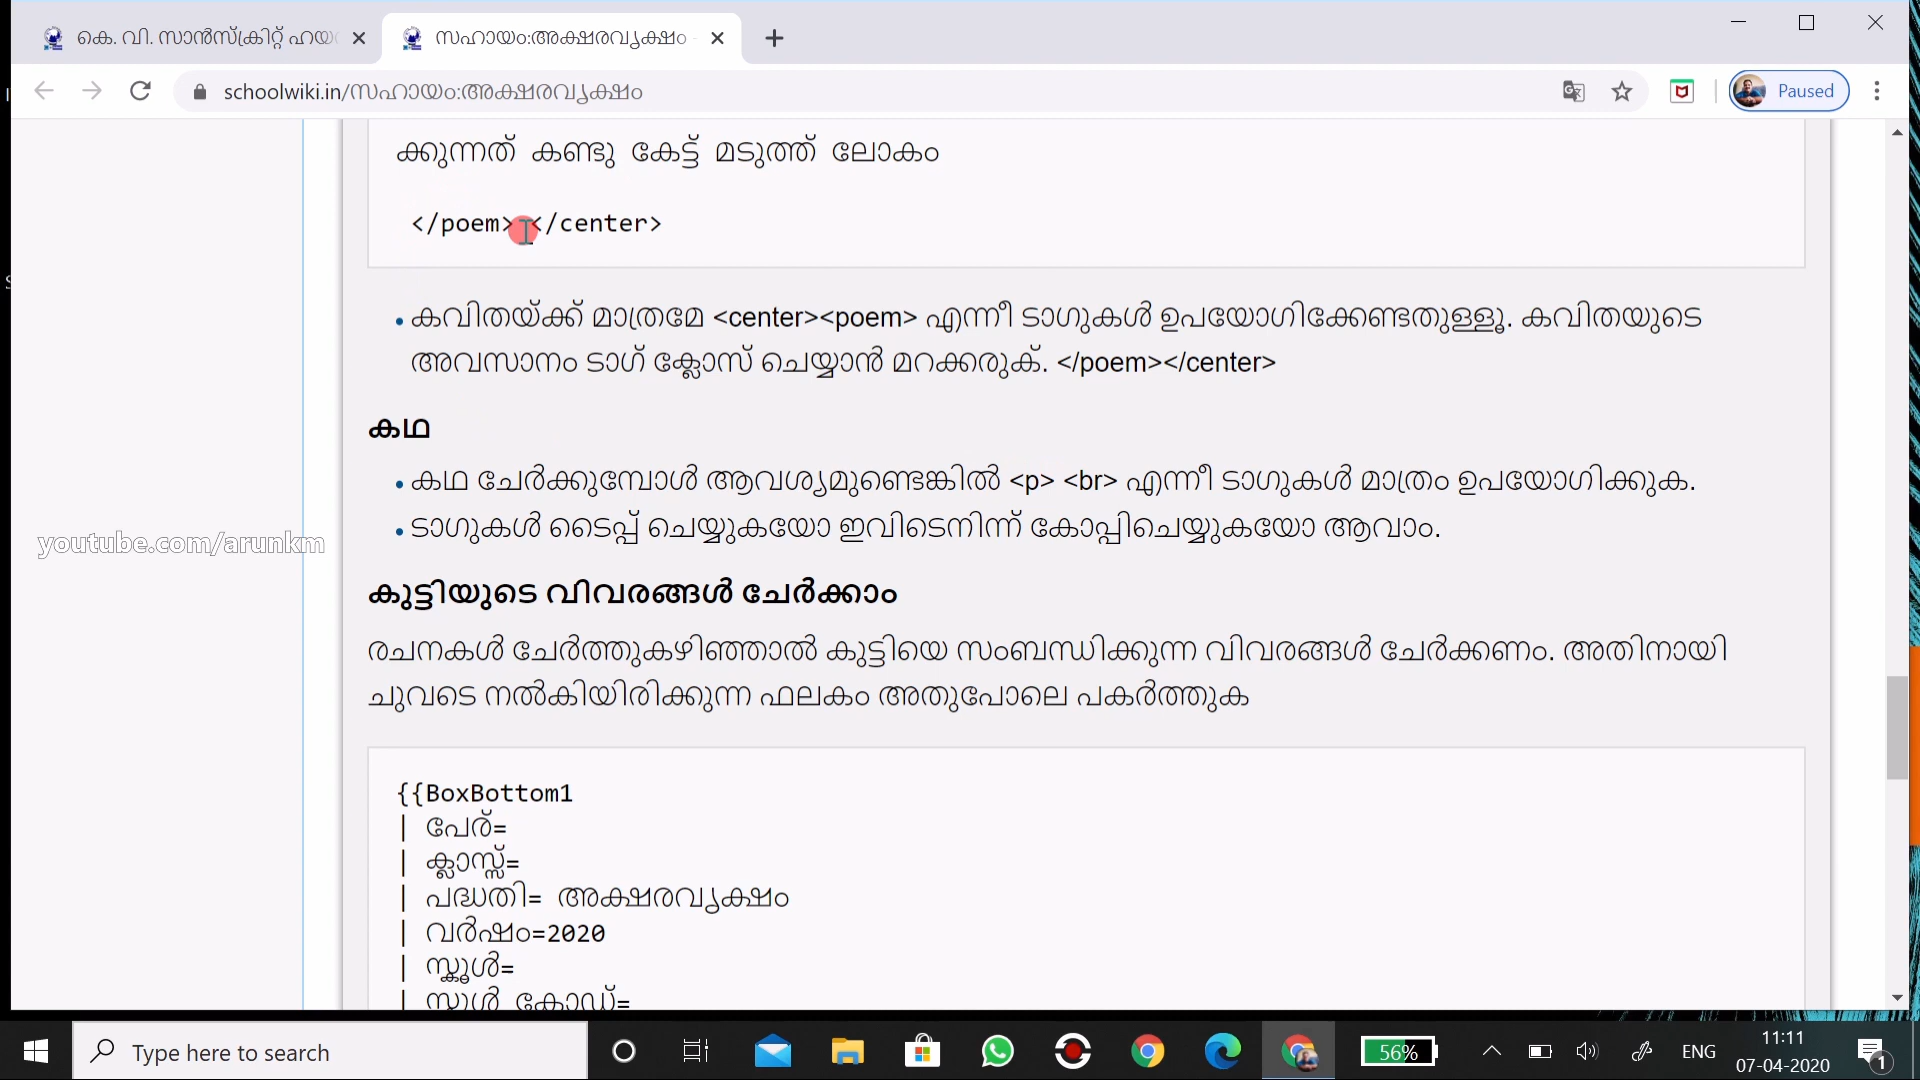 കെ. വി. സാൻസ്ക്രിറ്റ് ഹയ
സഹായം:അക്ഷരവൃക്ഷം -
schoolwiki.in/സഹായം:അക്ഷരവൃക്ഷം
Paused
ക്കുന്നത് കണ്ടു കേട്ട് മടുത്ത് ലോകം
</poem> </center>
• കവിതയ്ക്ക് മാത്രമേ <center><poem> എന്നീ ടാഗുകൾ ഉപയോഗിക്കേണ്ടതുള്ളൂ. കവിതയുടെ
അവസാനം ടാഗ് ക്ലോസ് ചെയ്യാൻ മറക്കരുക്. </poem></center>
കഥ
• കഥ ചേർക്കുമ്പോൾ ആവശ്യമുണ്ടെങ്കിൽ <p> <br> എന്നീ ടാഗുകൾ മാത്രം ഉപയോഗിക്കുക.
• ടാഗുകൾ ടൈപ്പ് ചെയ്യുകയോ ഇവിടെനിന്ന് കോപ്പിചെയ്യുകയോ ആവാം.
youtube.com/arunkm
കുട്ടിയുടെ വിവരങ്ങൾ ചേർക്കാം
രചനകൾ ചേർത്തുകഴിഞ്ഞാൽ കുട്ടിയെ സംബന്ധിക്കുന്ന വിവരങ്ങൾ ചേർക്കണം. അതിനായി
ചുവടെ നൽകിയിരിക്കുന്ന ഫലകം അതുപോലെ പകർത്തുക
{{BoxBottom1
| പേര്=
| ക്ലാസ്സ്=
| പദ്ധതി= അക്ഷരവൃക്ഷം
| വർഷം=2020
| സ്കൂൾ=
| സ്കൂൾ കോഡ്=
Type here to search
56%
ENG
11:11
07-04-2020
1